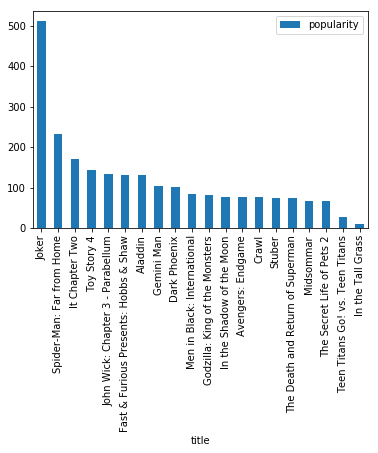 popularity
500
400
300
200
100
0
Joker
Spider-Man: Far from Home
It Chapter Two
Toy Story 4
John Wick: Chapter 3 - Parabellum
Fast & Furious Presents: Hobbs & Shaw
Aladdin
Gemini Man
Dark Phoenix
Men in Black: International
Godzilla: King of the Monsters
In the Shadow of the Moon
Avengers: Endgame
Crawl
Stuber
The Death and Return of Superman
Midsommar
The Secret Life of Pets 2
Teen Titans Go! vs. Teen Titans
In the Tall Grass
title